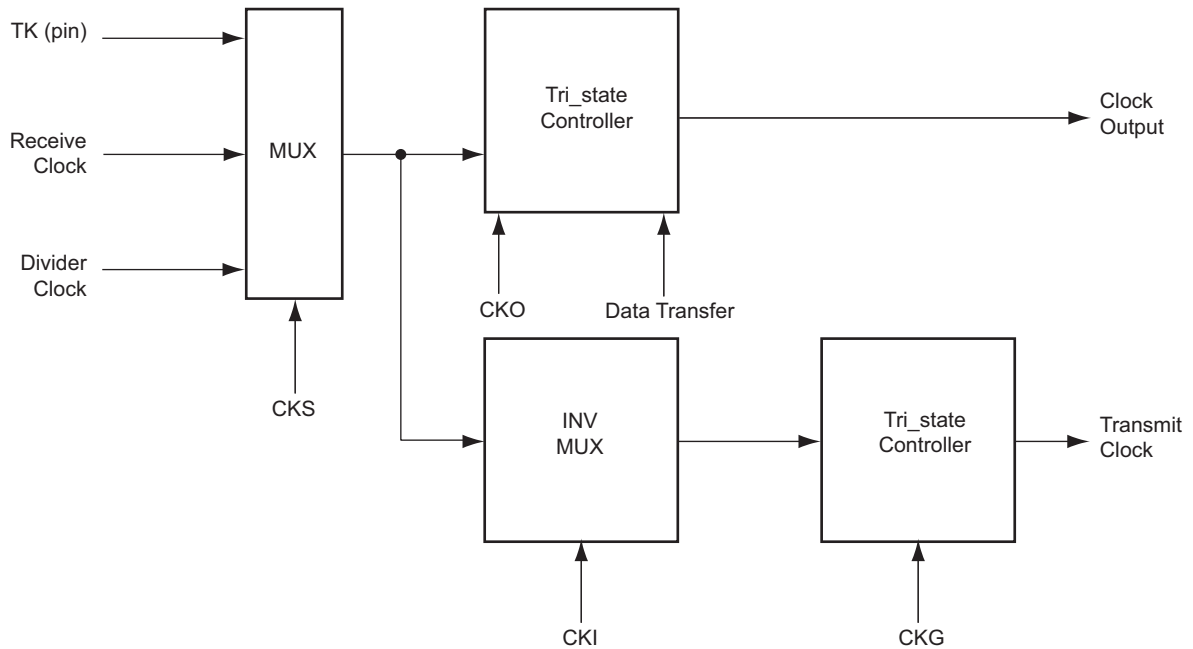 TK (pin)
Receive
Clock
Divider
Clock
MUX
CKS
Tri_state
Controller
CKO
Data Transfer
Clock
Output
INV
MUX
CKI
Tri_state
Controller
CKG
Transmit
Clock